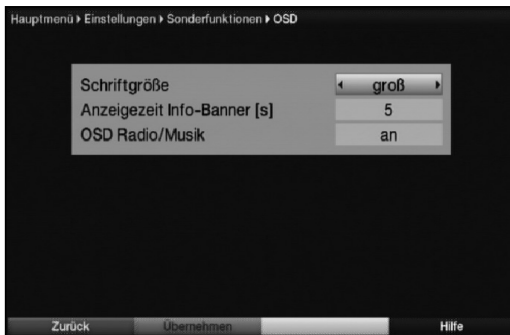 Hauptmenü ▸ Einstellungen ▸ Sonderfunktionen ▸ OSD
Schriftgröße ◂ groß ▸
Anzeigezeit Info-Banner [s] 5
OSD Radio/Musik an
Zurück Übernehmen Hilfe